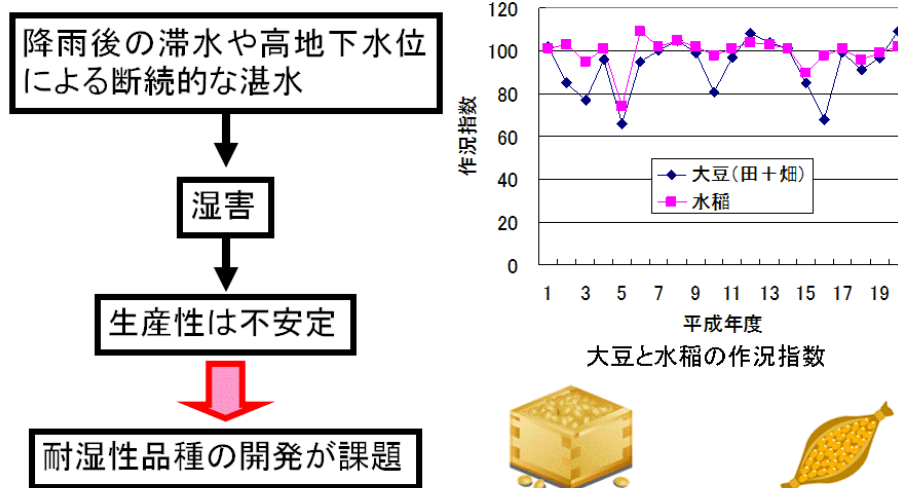 降雨後の滞水や高地下水位
による断続的な湛水
湿害
生産性は不安定
耐湿性品種の開発が課題
120
100
80
60
40
20
0
作況指数
大豆(田＋畑)
水稲
1 3 5 7 9 11 13 15 17 19
平成年度
大豆と水稲の作況指数